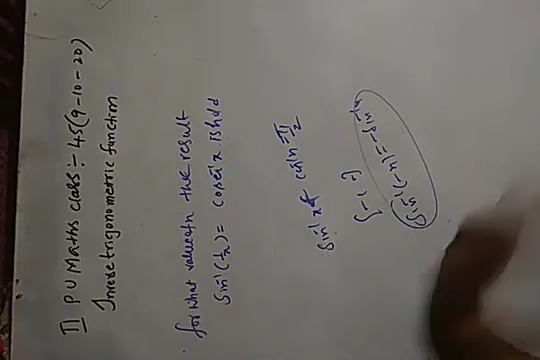 II PU Maths class:- 45(9-10-20)
Inverse trigonometric function
for what value the result
Sin⁻¹(1/x) = cosec⁻¹x is hold
Sin⁻¹x + cos⁻¹x = π/2
[-1 1]
Sin⁻¹(-x) = -Sin⁻¹x